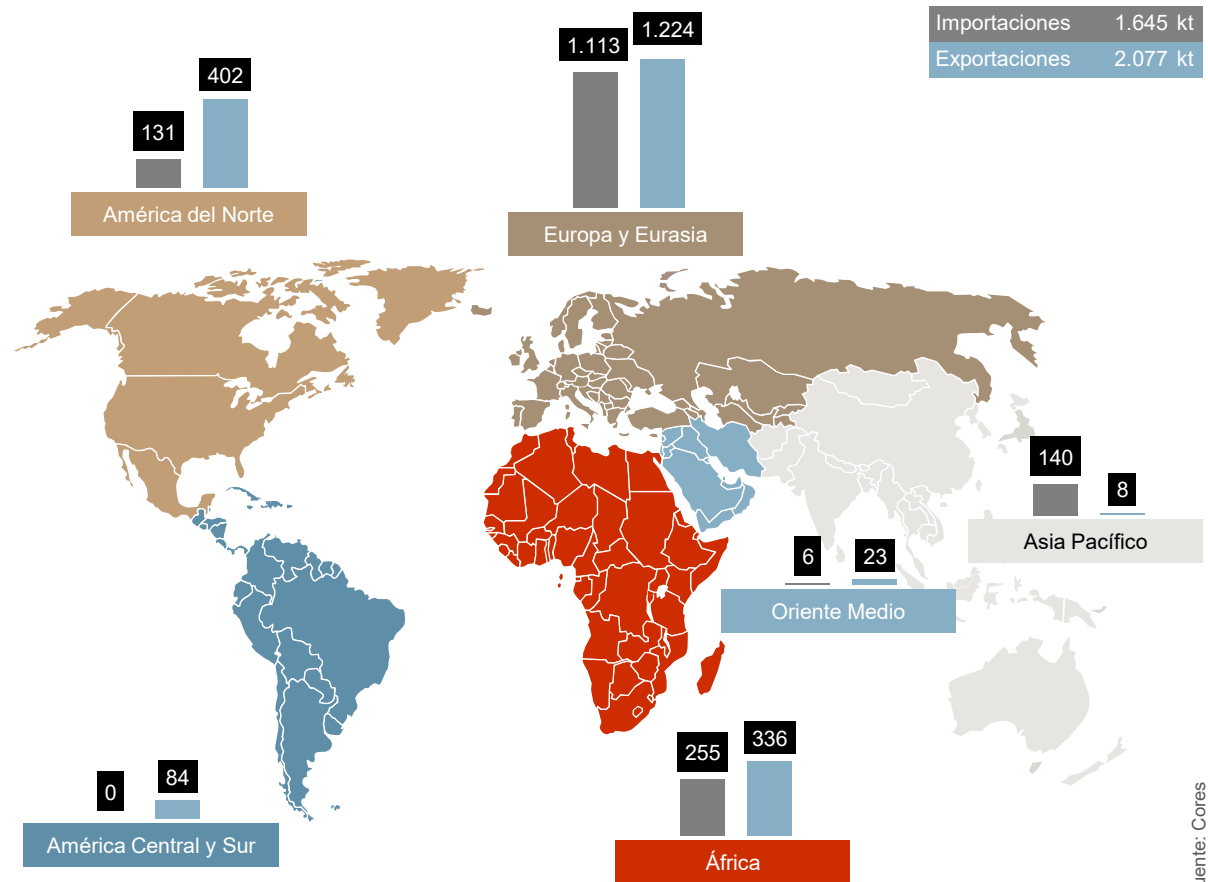 Importaciones 1.645 kt
Exportaciones 2.077 kt
1.113 1.224
Europa y Eurasia
131 402
América del Norte
140 8
Asia Pacífico
6 23
Oriente Medio
255 336
África
0 84
América Central y Sur
uente: Cores